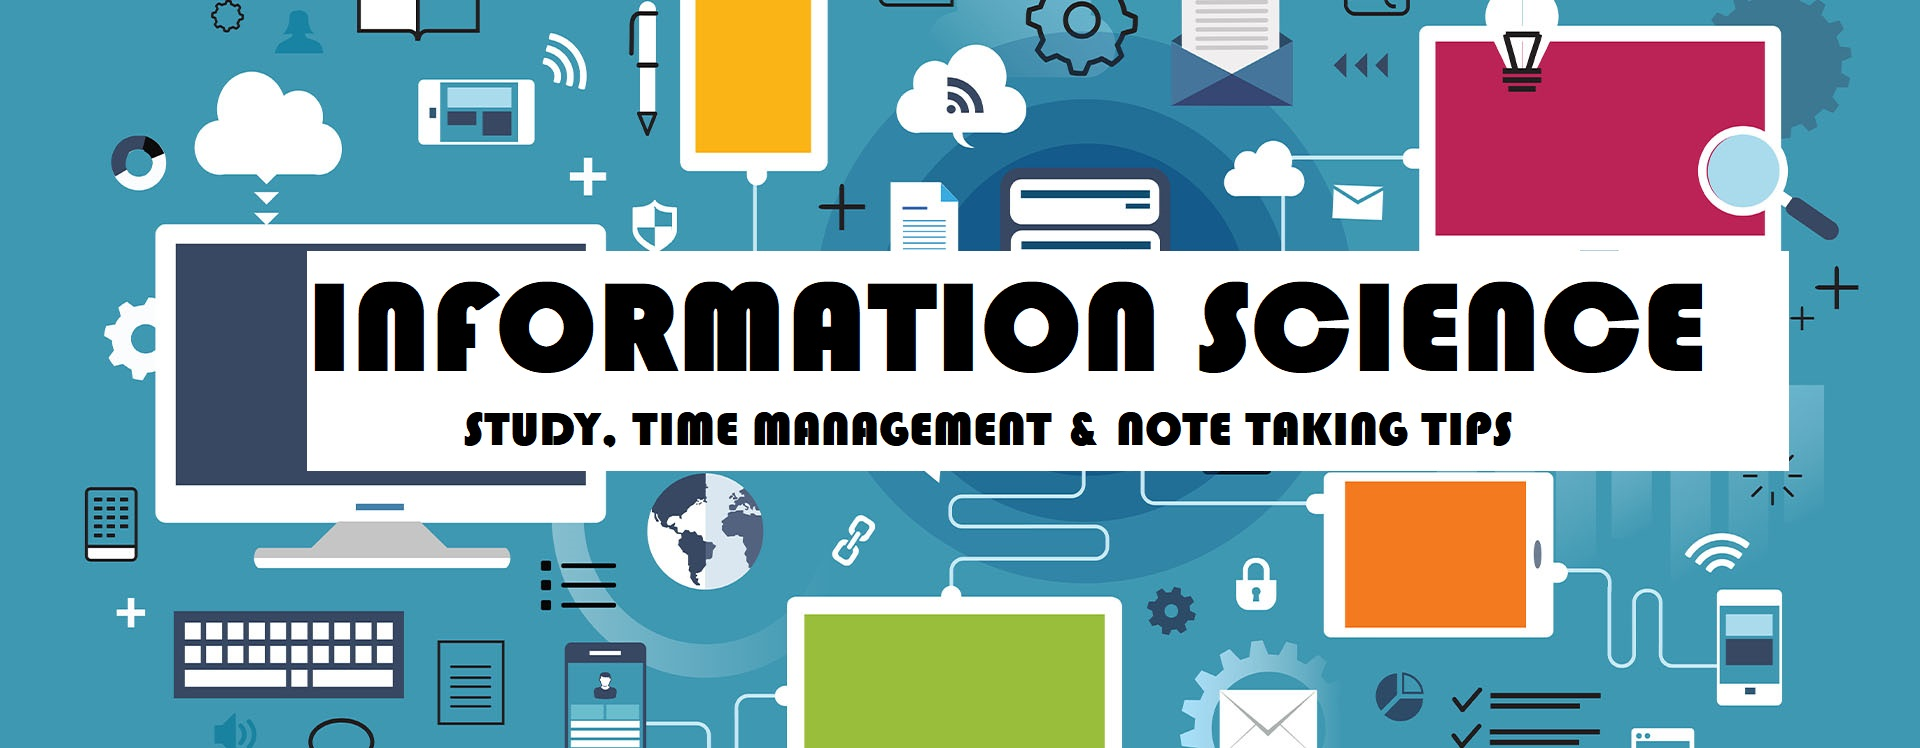 INFORMATION SCIENCE
STUDY, TIME MANAGEMENT & NOTE TAKING TIPS